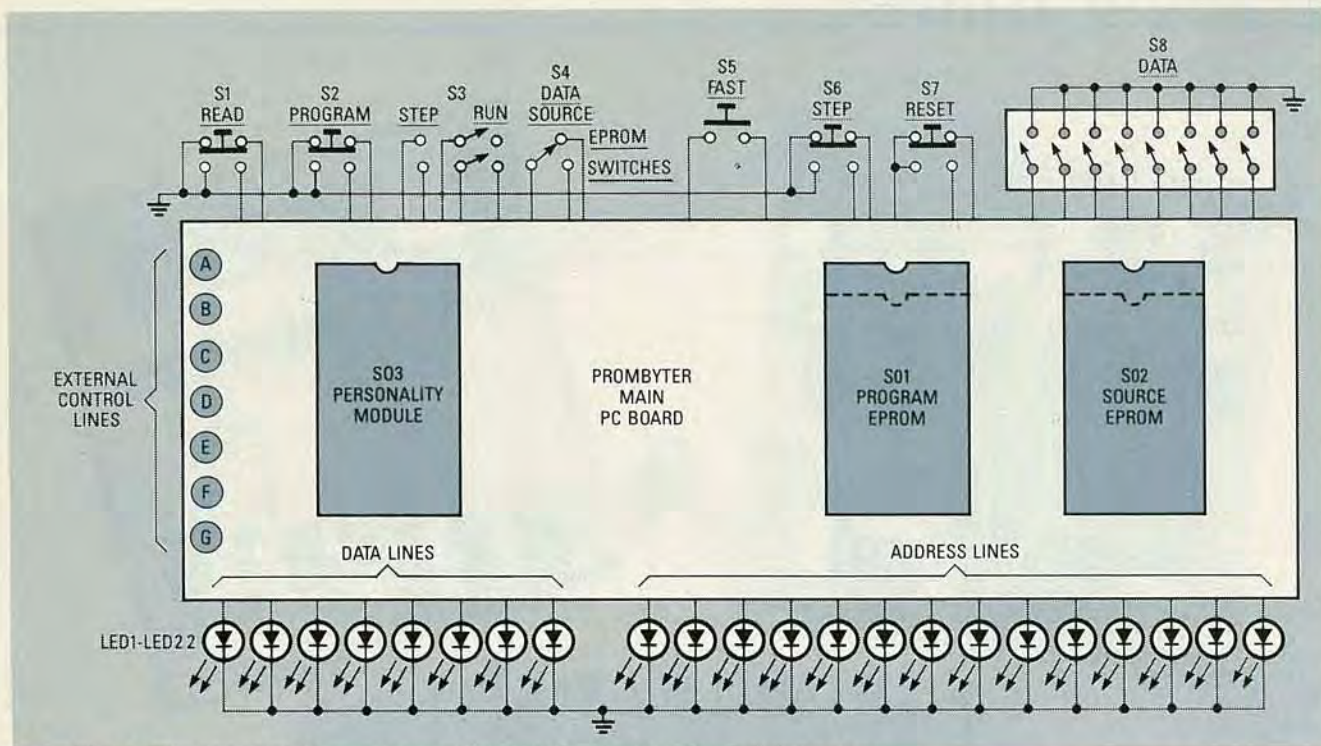 S1
READ
S2
PROGRAM
STEP
S3
RUN
S4
DATA
SOURCE
EPROM
SWITCHES
S5
FAST
S6
STEP
S7
RESET
S8
DATA
EXTERNAL
CONTROL
LINES
A
B
C
D
E
F
G
S03
PERSONALITY
MODULE
PROMBYTER
MAIN
PC BOARD
S01
PROGRAM
EPROM
S02
SOURCE
EPROM
DATA LINES
ADDRESS LINES
LED1-LED22